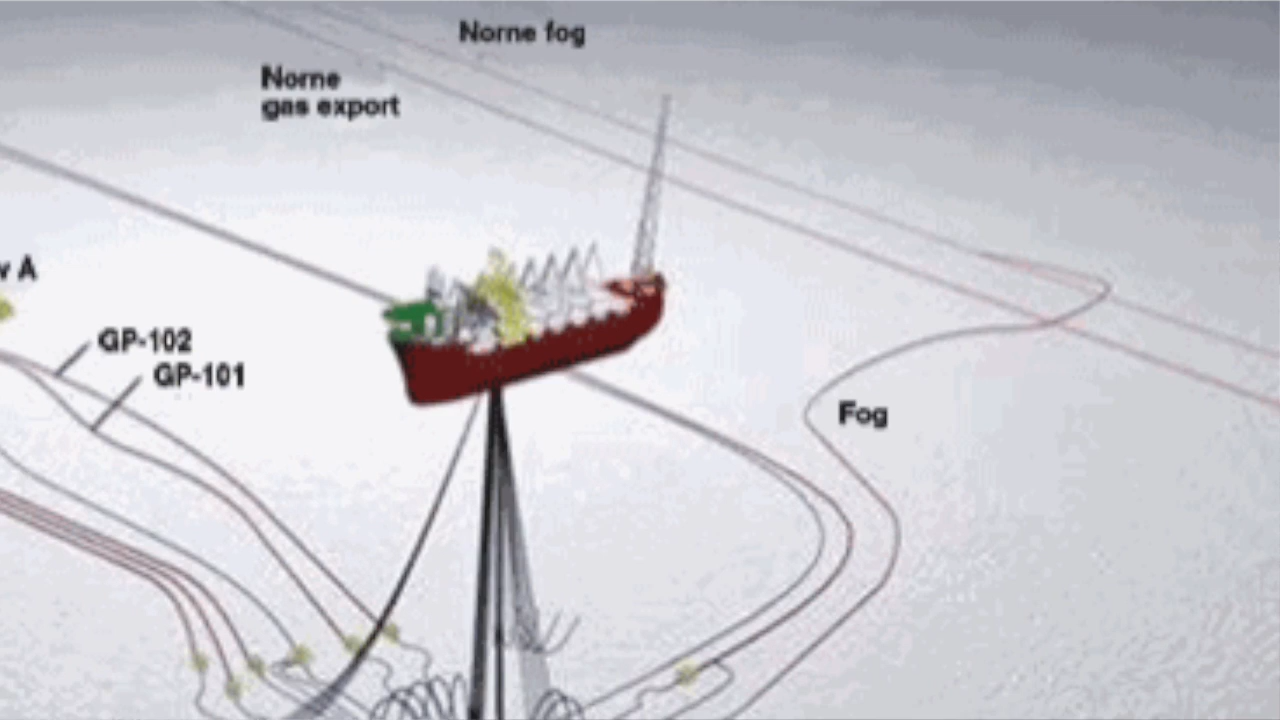 Norne fog
Norne
gas export
A
GP-102
GP-101
Fog